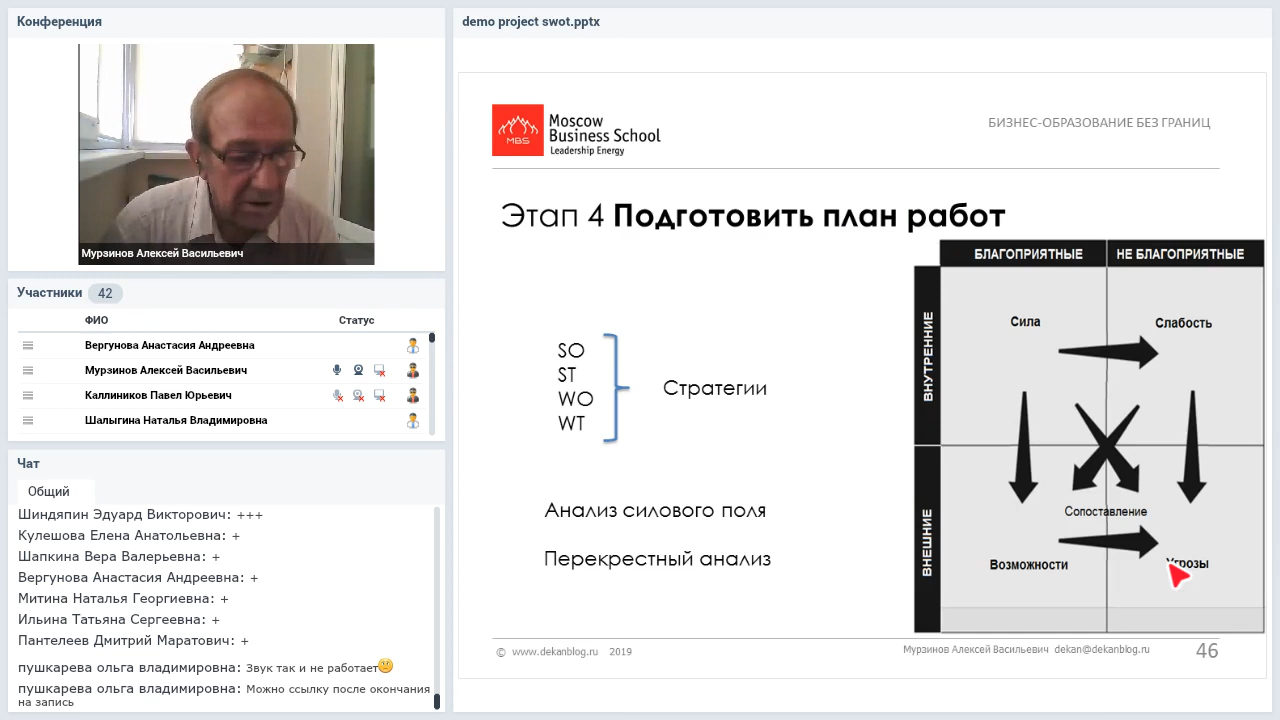 Конференция
Мурзинов Алексей Васильевич
Участники 42
ФИО Статус
Вергунова Анастасия Андреевна
Мурзинов Алексей Васильевич
Каллиников Павел Юрьевич
Шалыгина Наталья Владимировна
Чат
Общий
Шиндяпин Эдуард Викторович: +++
Кулешова Елена Анатольевна: +
Шапкина Вера Валерьевна: +
Вергунова Анастасия Андреевна: +
Митина Наталья Георгиевна: +
Ильина Татьяна Сергеевна: +
Пантелеев Дмитрий Маратович: +
пушкарева ольга владимировна: Звук так и не работает
пушкарева ольга владимировна: Можно ссылку после окончания
на запись
demo project swot.pptx
MBS
Moscow
Business School
Leadership Energy
БИЗНЕС-ОБРАЗОВАНИЕ БЕЗ ГРАНИЦ
Этап 4 Подготовить план работ
SO
ST
WO
WT
Стратегии
Анализ силового поля
Перекрестный анализ
БЛАГОПРИЯТНЫЕ НЕ БЛАГОПРИЯТНЫЕ
ВНУТРЕННИЕ
Сила Слабость
Сопоставление
ВНЕШНИЕ
Возможности Угрозы
© www.dekanblog.ru 2019
Мурзинов Алексей Васильевич dekan@dekanblog.ru
46